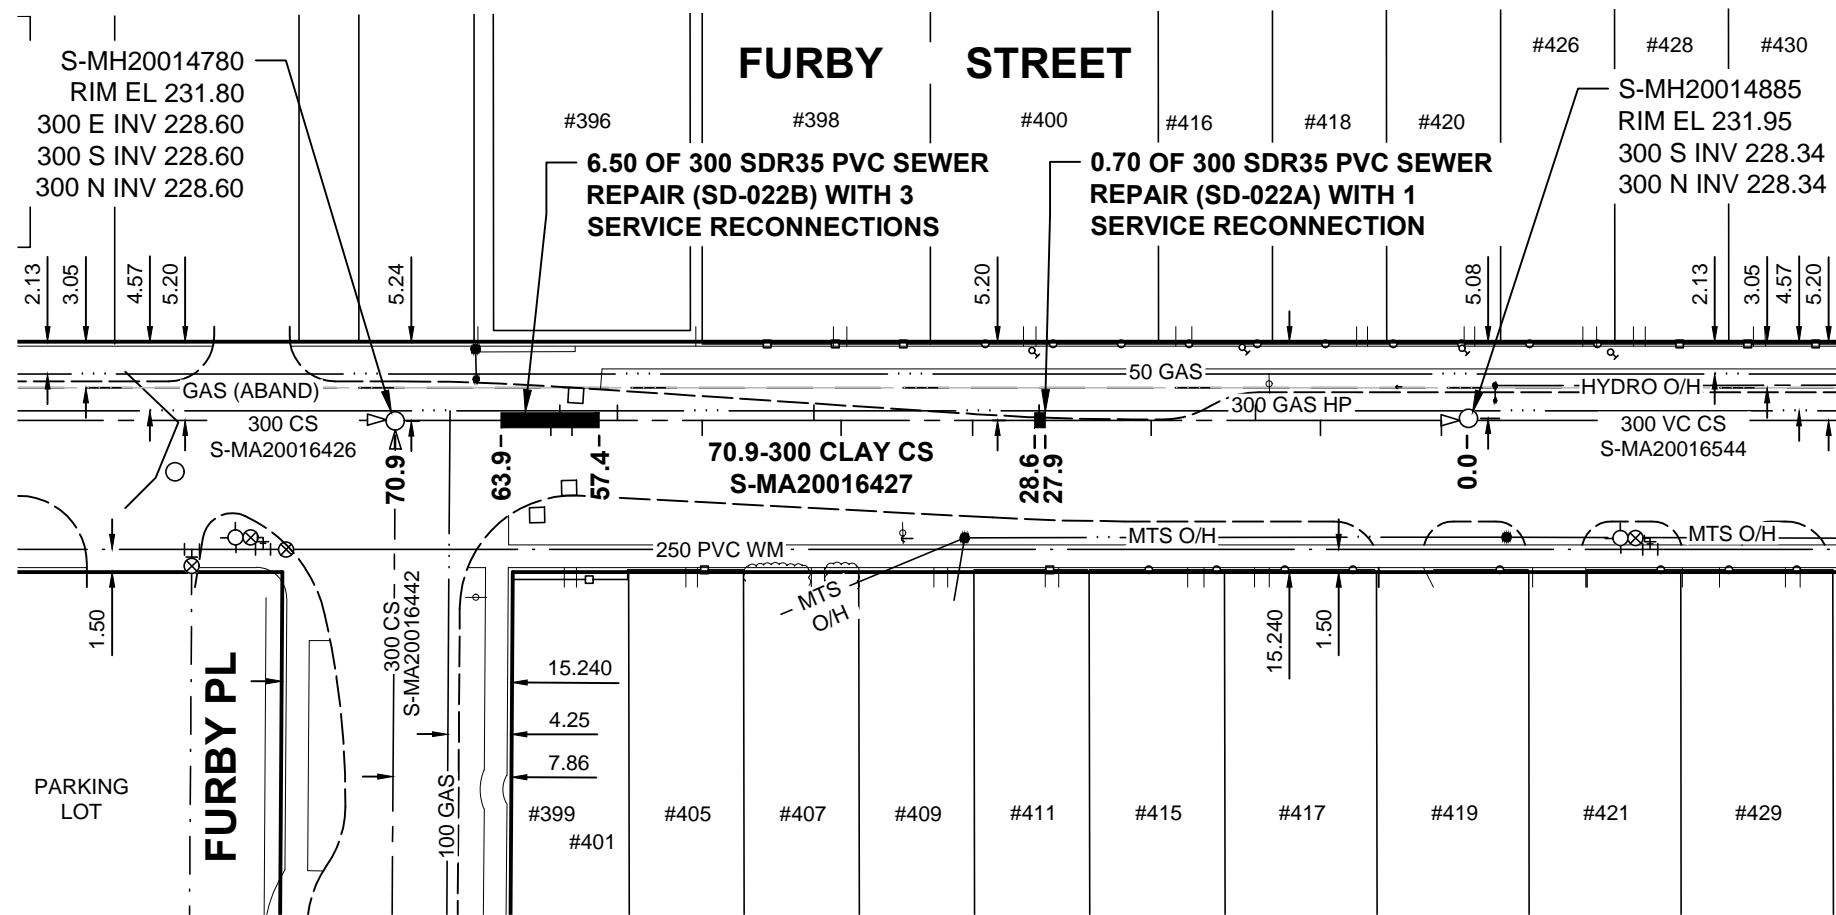 FURBY STREET
S-MH20014780
RIM EL 231.80
300 E INV 228.60
300 S INV 228.60
300 N INV 228.60
#396
#398
#400
#416
#418
#420
#426
#428
#430
S-MH20014885
RIM EL 231.95
300 S INV 228.34
300 N INV 228.34
6.50 OF 300 SDR35 PVC SEWER
REPAIR (SD-022B) WITH 3
SERVICE RECONNECTIONS
0.70 OF 300 SDR35 PVC SEWER
REPAIR (SD-022A) WITH 1
SERVICE RECONNECTION
2.13
3.05
4.57
5.20
5.24
5.20
5.08
2.13
3.05
4.57
5.20
GAS (ABAND)
50 GAS
HYDRO O/H
300 GAS HP
300 CS
S-MA20016426
70.9
63.9
57.4
70.9-300 CLAY CS
S-MA20016427
28.6
27.9
0.0
300 VC CS
S-MA20016544
250 PVC WM
MTS O/H
MTS O/H
MTS
O/H
1.50
300 CS
S-MA20016442
15.240
1.50
FURBY PL
15.240
4.25
7.86
100 GAS
PARKING
LOT
#399
#401
#405
#407
#409
#411
#415
#417
#419
#421
#429